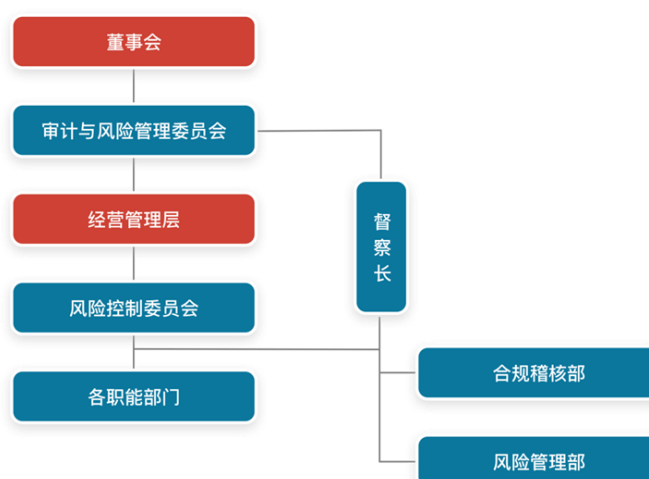 董事会
审计与风险管理委员会
经营管理层
督察长
风险控制委员会
合规稽核部
各职能部门
风险管理部